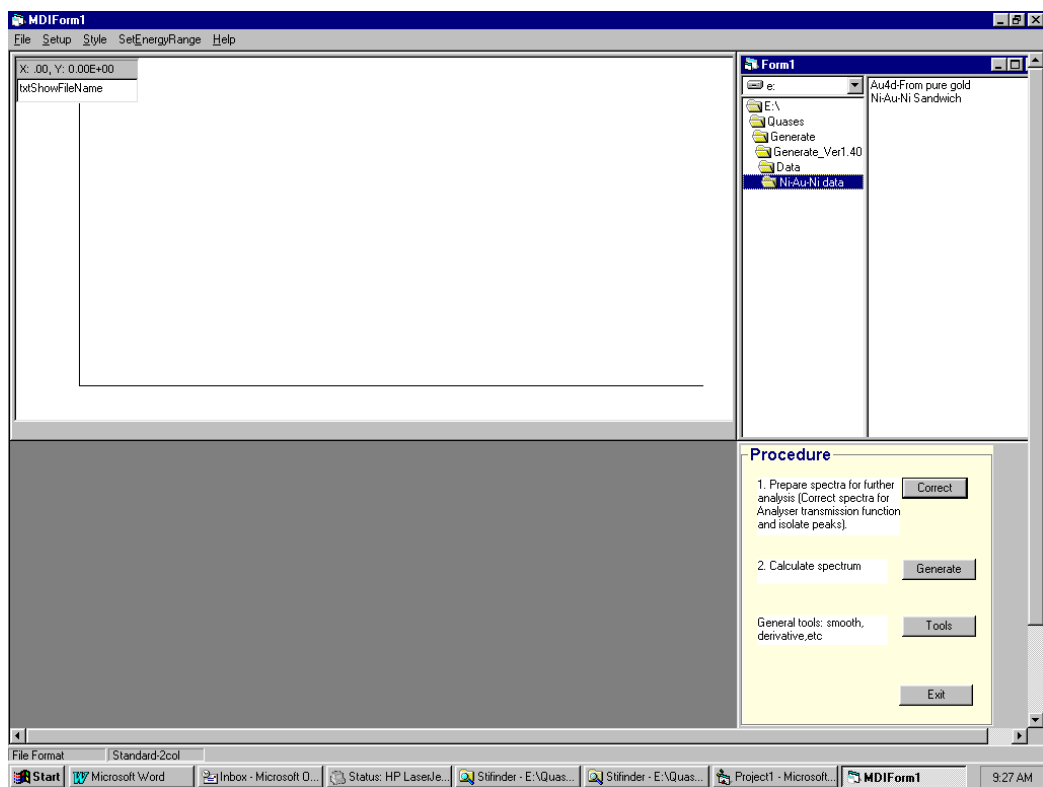 MDIForm1
File Setup Style SetEnergyRange Help
X: .00, Y: 0.00E+00
txtShowFileName
Form1
e:
E:\
Quases
Generate
Generate_Ver1.40
Data
Ni-Au-Ni data
Au4d-From pure gold
Ni-Au-Ni Sandwich
Procedure
1. Prepare spectra for further
analysis (Correct spectra for
Analyser transmission function
and isolate peaks).
Correct
2. Calculate spectrum
Generate
General tools: smooth,
derivative,etc
Tools
Exit
File Format Standard-2col
Start Microsoft Word Inbox - Microsoft O... Status: HP LaserJe... Stifinder - E:\Quas... Stifinder - E:\Quas... Project1 - Microsoft... MDIForm1 9:27 AM